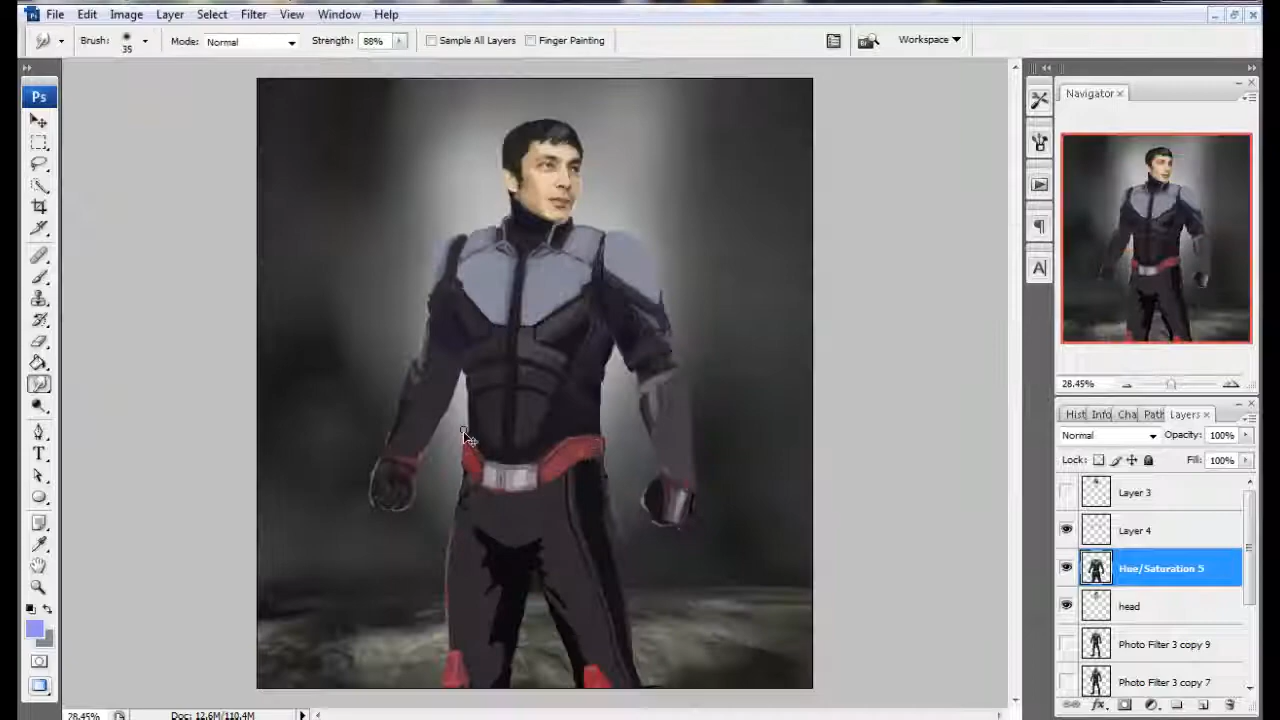 Ps File Edit Image Layer Select Filter View Window Help
Brush: 35 Mode: Normal Strength: 88% Sample All Layers Finger Painting Workspace
Ps
Navigator
28.45%
Hist Info Cha Path Layers
Normal Opacity: 100%
Lock: Fill: 100%
Layer 3
Layer 4
Hue/Saturation 5
head
Photo Filter 3 copy 9
Photo Filter 3 copy 7
T
A
fx
28.45% Doc: 12.6M/110.4M